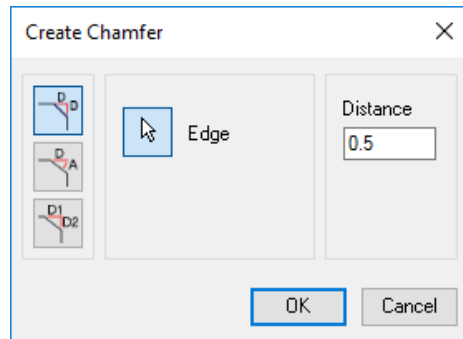 Create Chamfer
D
D
Edge
Distance
0.5
D
A
D1
D2
OK
Cancel